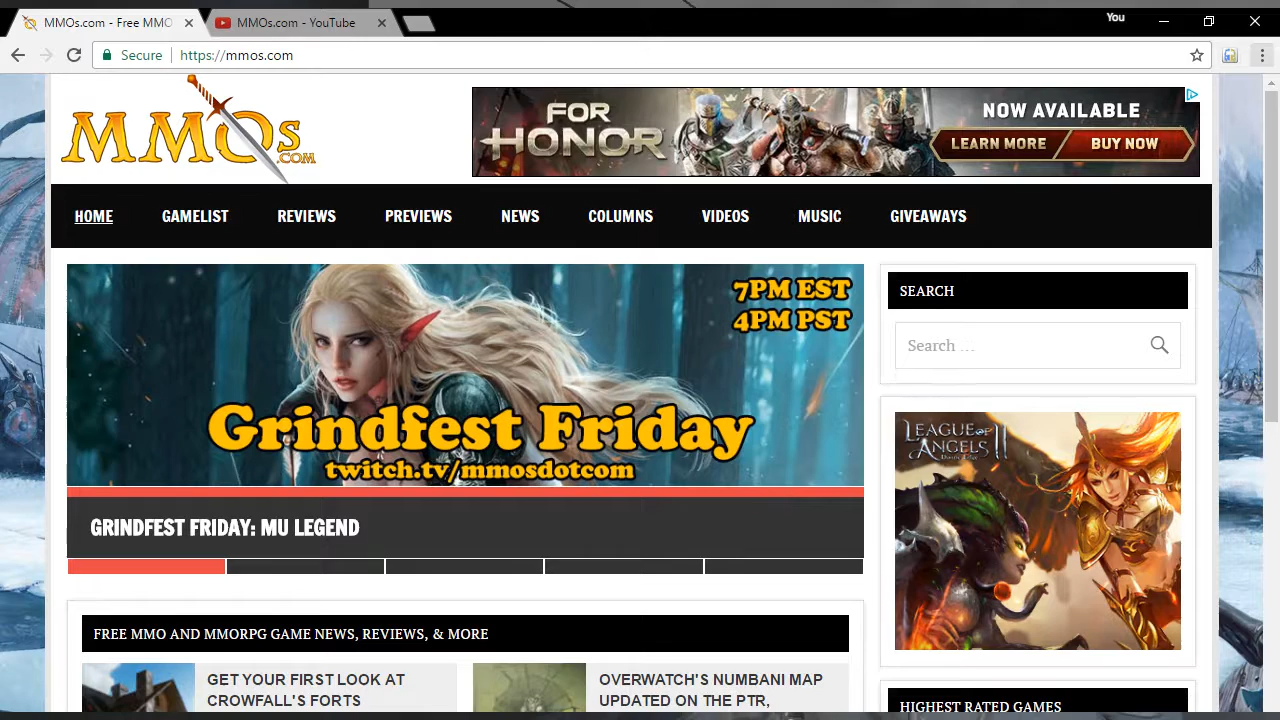 MMOs.com - Free MMO
MMOs.com - YouTube
You
Secure
https://mmos.com
MMOs.COM
FOR HONOR
NOW AVAILABLE
LEARN MORE
BUY NOW
HOME
GAMELIST
REVIEWS
PREVIEWS
NEWS
COLUMNS
VIDEOS
MUSIC
GIVEAWAYS
7PM EST
4PM PST
Grindfest Friday
twitch.tv/mmosdotcom
GRINDFEST FRIDAY: MU LEGEND
SEARCH
Search ...
LEAGUE OF
ANGELS II
FREE MMO AND MMORPG GAME NEWS, REVIEWS, & MORE
GET YOUR FIRST LOOK AT
CROWFALL'S FORTS
OVERWATCH'S NUMBANI MAP
UPDATED ON THE PTR,
HIGHEST RATED GAMES